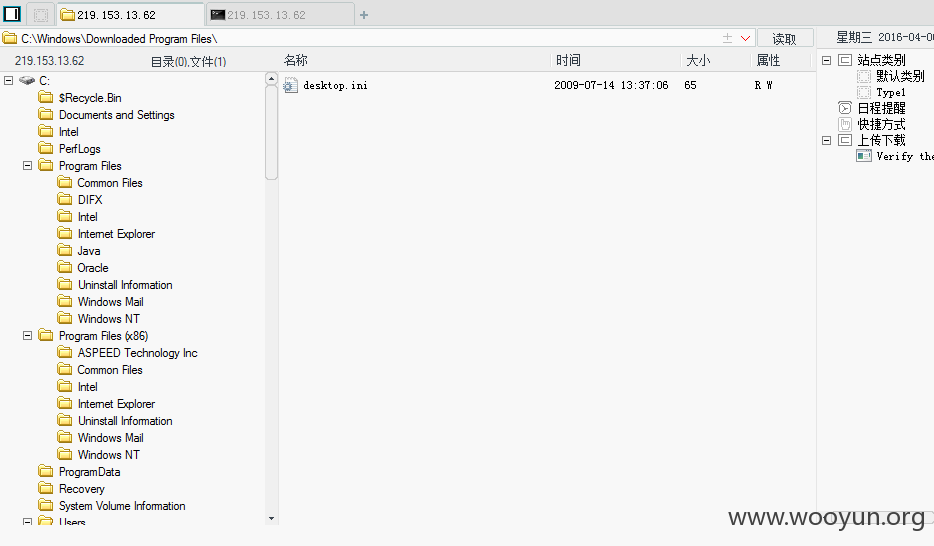 219.153.13.62
219.153.13.62
C:\Windows\Downloaded Program Files\
读取
星期三 2016-04-0
219.153.13.62
目录(0),文件(1)
名称
时间
大小
属性
desktop.ini
2009-07-14 13:37:06
65
R W
C:
$Recycle.Bin
Documents and Settings
Intel
PerfLogs
Program Files
Common Files
DIFX
Intel
Internet Explorer
Java
Oracle
Uninstall Information
Windows Mail
Windows NT
Program Files (x86)
ASPEED Technology Inc
Common Files
Intel
Internet Explorer
Uninstall Information
Windows Mail
Windows NT
ProgramData
Recovery
System Volume Information
Users
站点类别
默认类别
Type1
日程提醒
快捷方式
上传下载
Verify the
www.wooyun.org